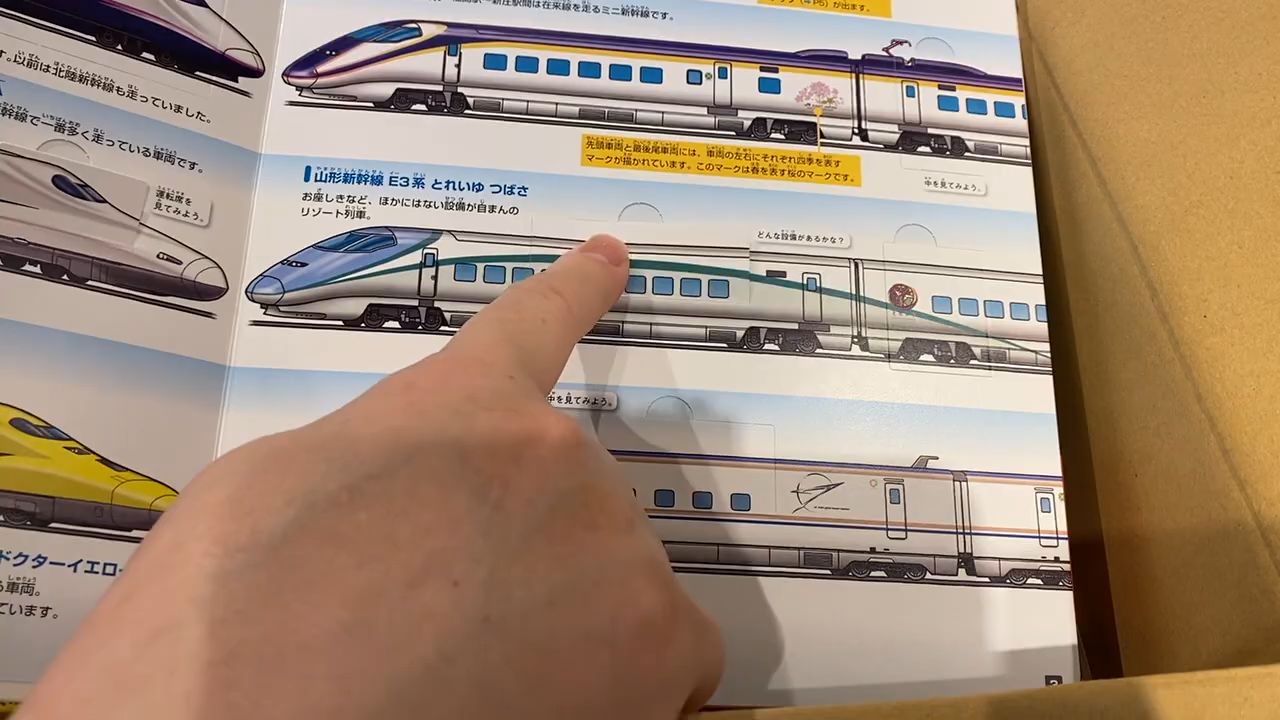 す。以前は北陸新幹線も走っていました。
幹線で一番多く走っている車両です。
運転席を
見てみよう。
ドクターイエロー
車両。
ています。
新庄駅間は在来線を走るミニ新幹線です。
が出ます。
先頭車両と最後尾車両には、車両の左右にそれぞれ四季を表す
マークが描かれています。このマークは春を表す桜のマークです。
中を見てみよう。
山形新幹線 E3系 とれいゆ つばさ
お座しきなど、ほかにはない設備が自まんの
リゾート列車。
どんな設備があるかな？
中を見てみよう。